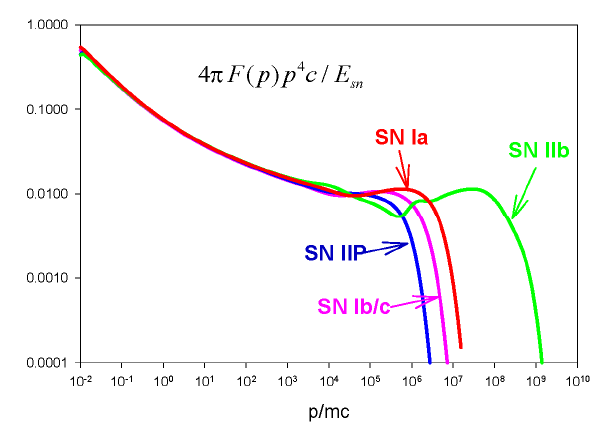 1.0000
0.1000
0.0100
0.0010
0.0001
4πF(p)p⁴c/E_sn
SN Ia
SN IIb
SN IIP
SN Ib/c
10⁻² 10⁻¹ 10⁰ 10¹ 10² 10³ 10⁴ 10⁵ 10⁶ 10⁷ 10⁸ 10⁹ 10¹⁰
p/mc